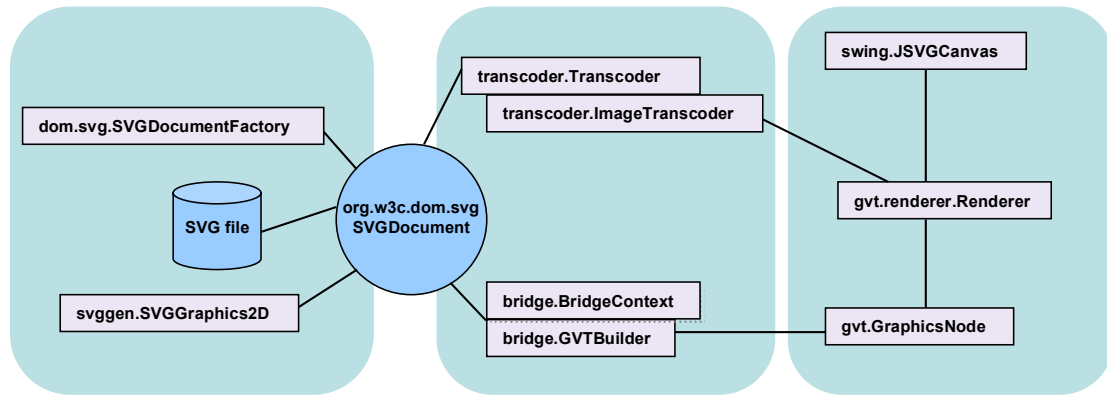 dom.svg.SVGDocumentFactory
SVG file
svggen.SVGGraphics2D
org.w3c.dom.svg
SVGDocument
transcoder.Transcoder
transcoder.ImageTranscoder
bridge.BridgeContext
bridge.GVTBuilder
swing.JSVGCanvas
gvt.renderer.Renderer
gvt.GraphicsNode